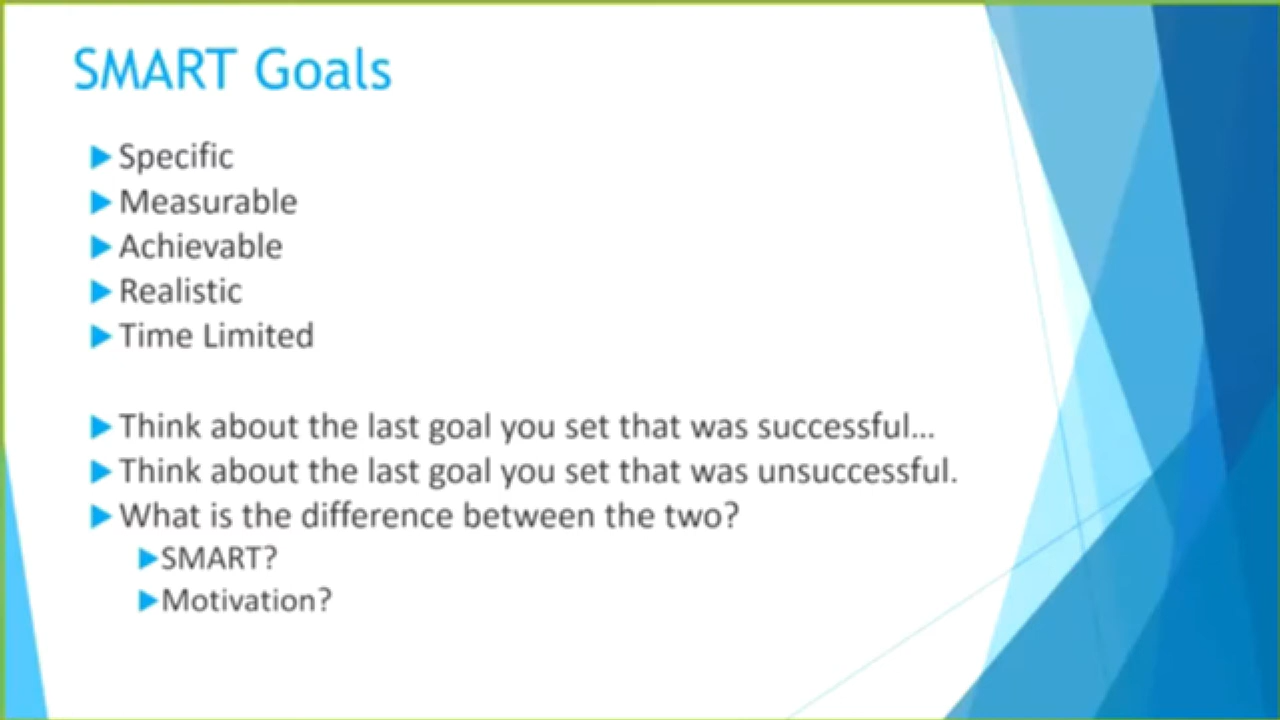 SMART Goals
Specific
Measurable
Achievable
Realistic
Time Limited
Think about the last goal you set that was successful...
Think about the last goal you set that was unsuccessful.
What is the difference between the two?
SMART?
Motivation?